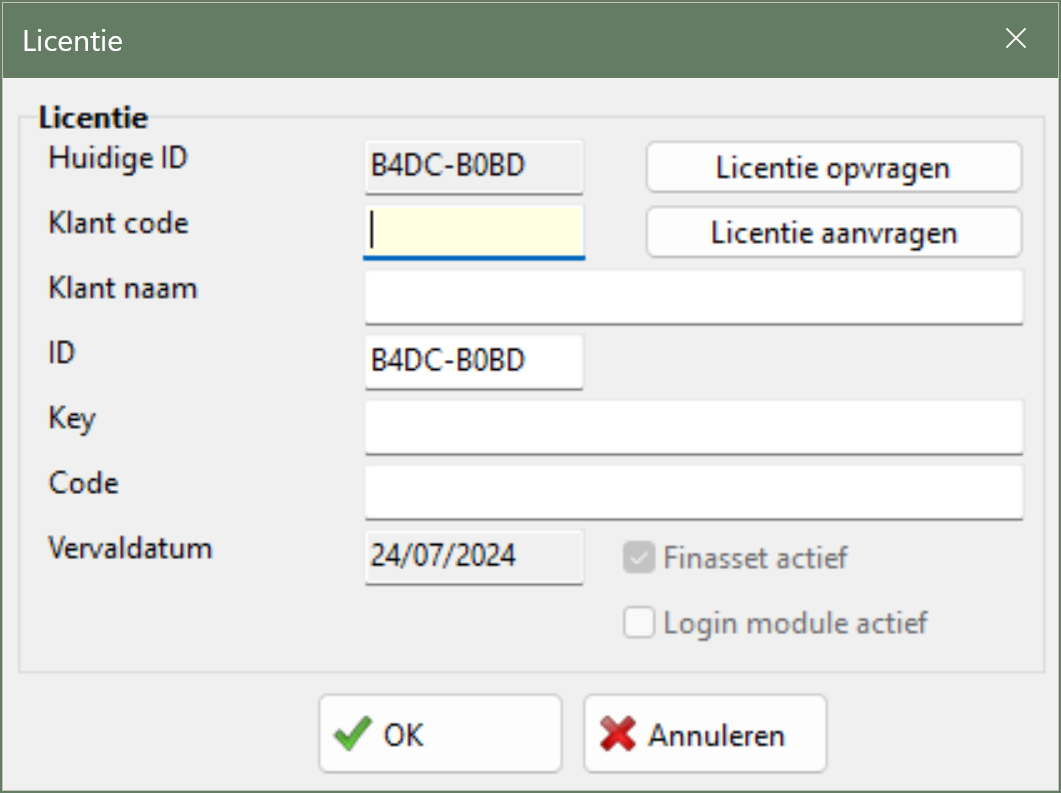 Licentie
Licentie
Huidige ID B4DC-B0BD Licentie opvragen
Klant code Licentie aanvragen
Klant naam
ID B4DC-B0BD
Key
Code
Vervaldatum 24/07/2024 Finasset actief
Login module actief
OK Annuleren